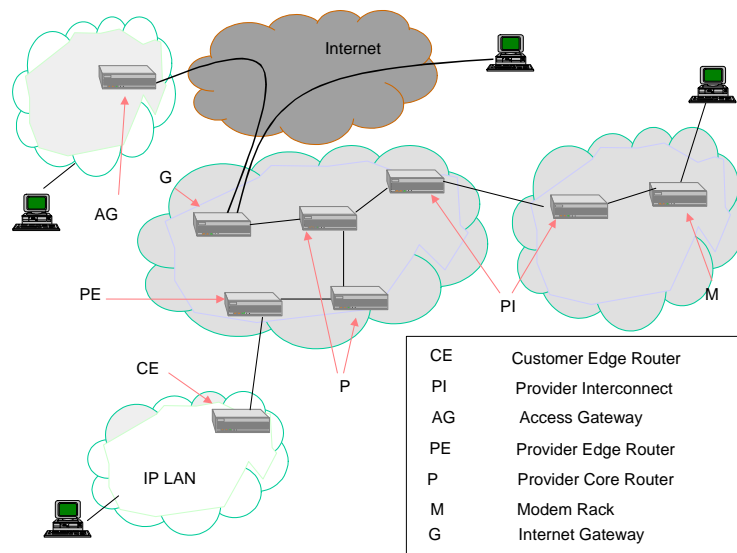 Internet
G
AG
PE
PI
M
CE
P
IP LAN
CE Customer Edge Router
PI Provider Interconnect
AG Access Gateway
PE Provider Edge Router
P Provider Core Router
M Modem Rack
G Internet Gateway